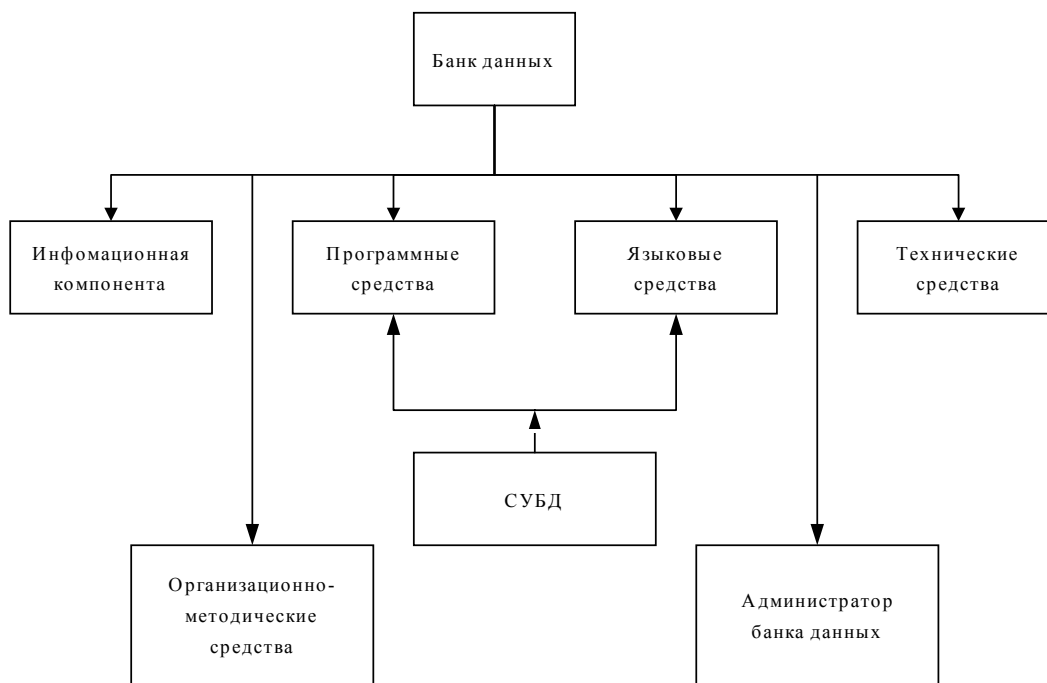 Банк данных
Инфомационная
компонента
Программные
средства
Языковые
средства
Технические
средства
СУБД
Организационно-
методические
средства
Администратор
банка данных